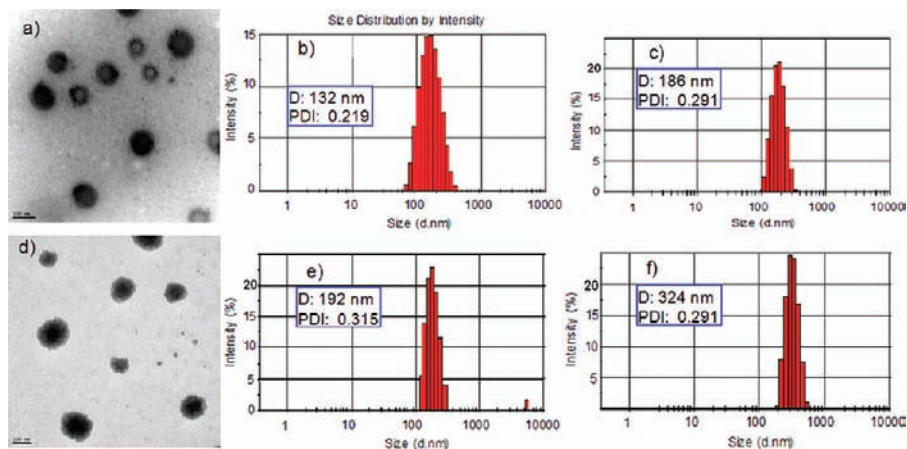 a)
Size Distribution by Intensity
b)
D: 132 nm
PDI: 0.219
Intensity (%)
15
10
5
0
1
10
100
1000
10000
Size (d.nm)
c)
D: 186 nm
PDI: 0.291
Intensity (%)
20
15
10
5
0
1
10
100
1000
10000
Size (d.nm)
d)
e)
D: 192 nm
PDI: 0.315
Intensity (%)
20
15
10
5
0
1
10
100
1000
10000
Size (d.nm)
f)
D: 324 nm
PDI: 0.291
Intensity (%)
20
15
10
5
0
1
10
100
1000
10000
Size (d.nm)